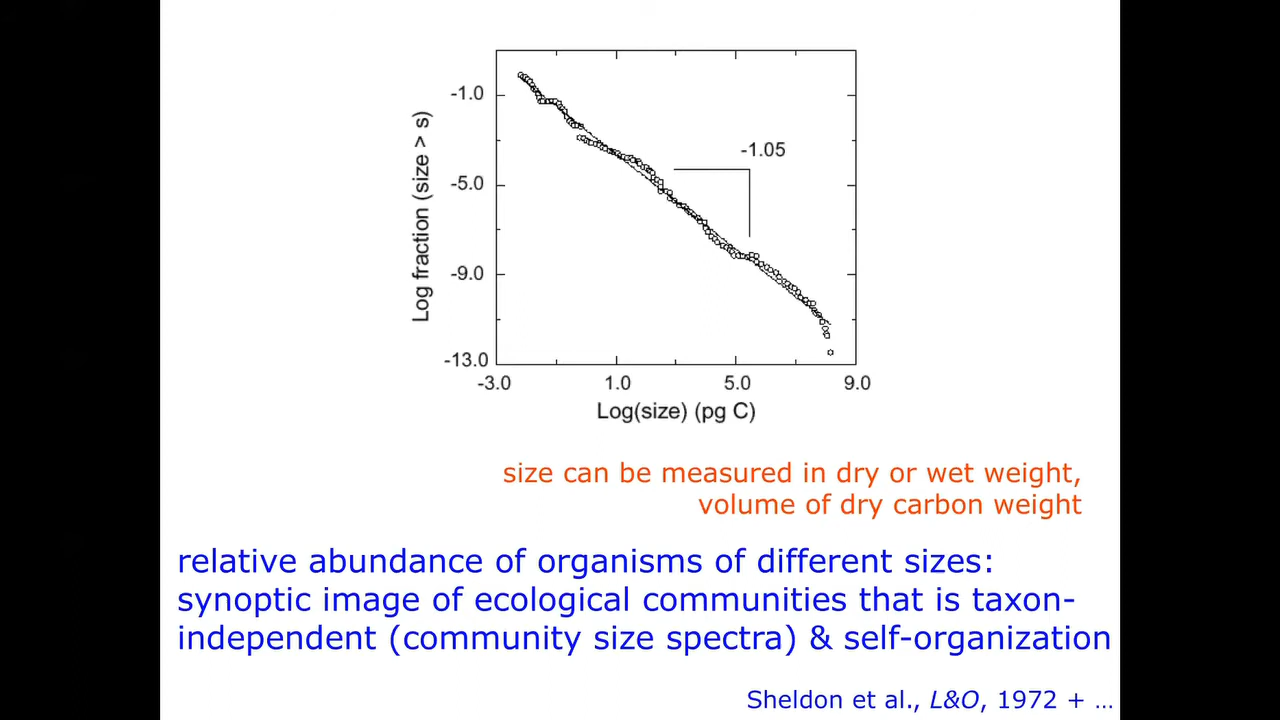 -1.0
-5.0
-9.0
-13.0
Log fraction (size > s)
-1.05
-3.0 1.0 5.0 9.0
Log(size) (pg C)
size can be measured in dry or wet weight,
volume of dry carbon weight
relative abundance of organisms of different sizes:
synoptic image of ecological communities that is taxon-
independent (community size spectra) & self-organization
Sheldon et al., L&O, 1972 + ...